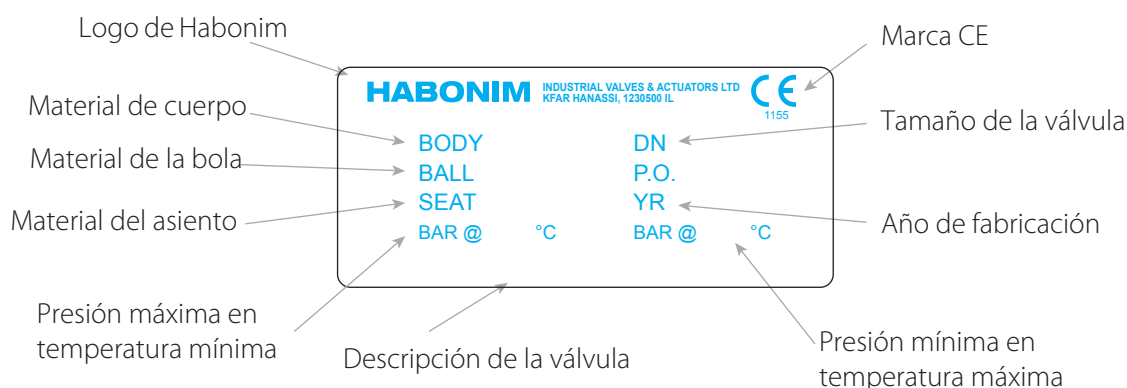 Logo de Habonim
Marca CE
HABONIM INDUSTRIAL VALVES & ACTUATORS LTD
KFAR HANASSI, 1230500 IL
CE
1155
Material de cuerpo
BODY
DN
Tamaño de la válvula
Material de la bola
BALL
P.O.
Material del asiento
SEAT
YR
Año de fabricación
BAR @ °C
BAR @ °C
Presión máxima en
temperatura mínima
Descripción de la válvula
Presión mínima en
temperatura máxima